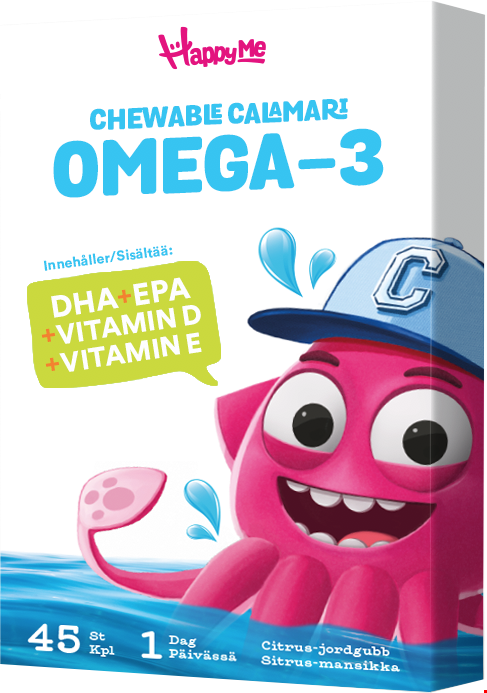 HappyMe
CHEWABLE CALAMARI
OMEGA-3
Innehåller/Sisältää:
DHA+EPA
+VITAMIN D
+VITAMIN E
C
45 St Kpl
1 Dag Päivässä
Citrus-jordgubb
Sitrus-mansikka